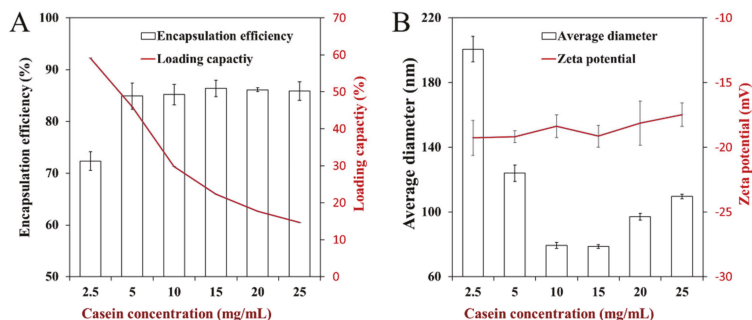 A
Encapsulation efficiency
Loading capactiy
Encapsulation efficiency (%)
100
90
80
70
60
50
Loading capactiy (%)
70
60
50
40
30
20
10
0
2.5 5 10 15 20 25
Casein concentration (mg/mL)
B
Average diameter
Zeta potential
Average diameter (nm)
220
180
140
100
60
Zeta potential (mV)
-10
-15
-20
-25
-30
2.5 5 10 15 20 25
Casein concentration (mg/mL)